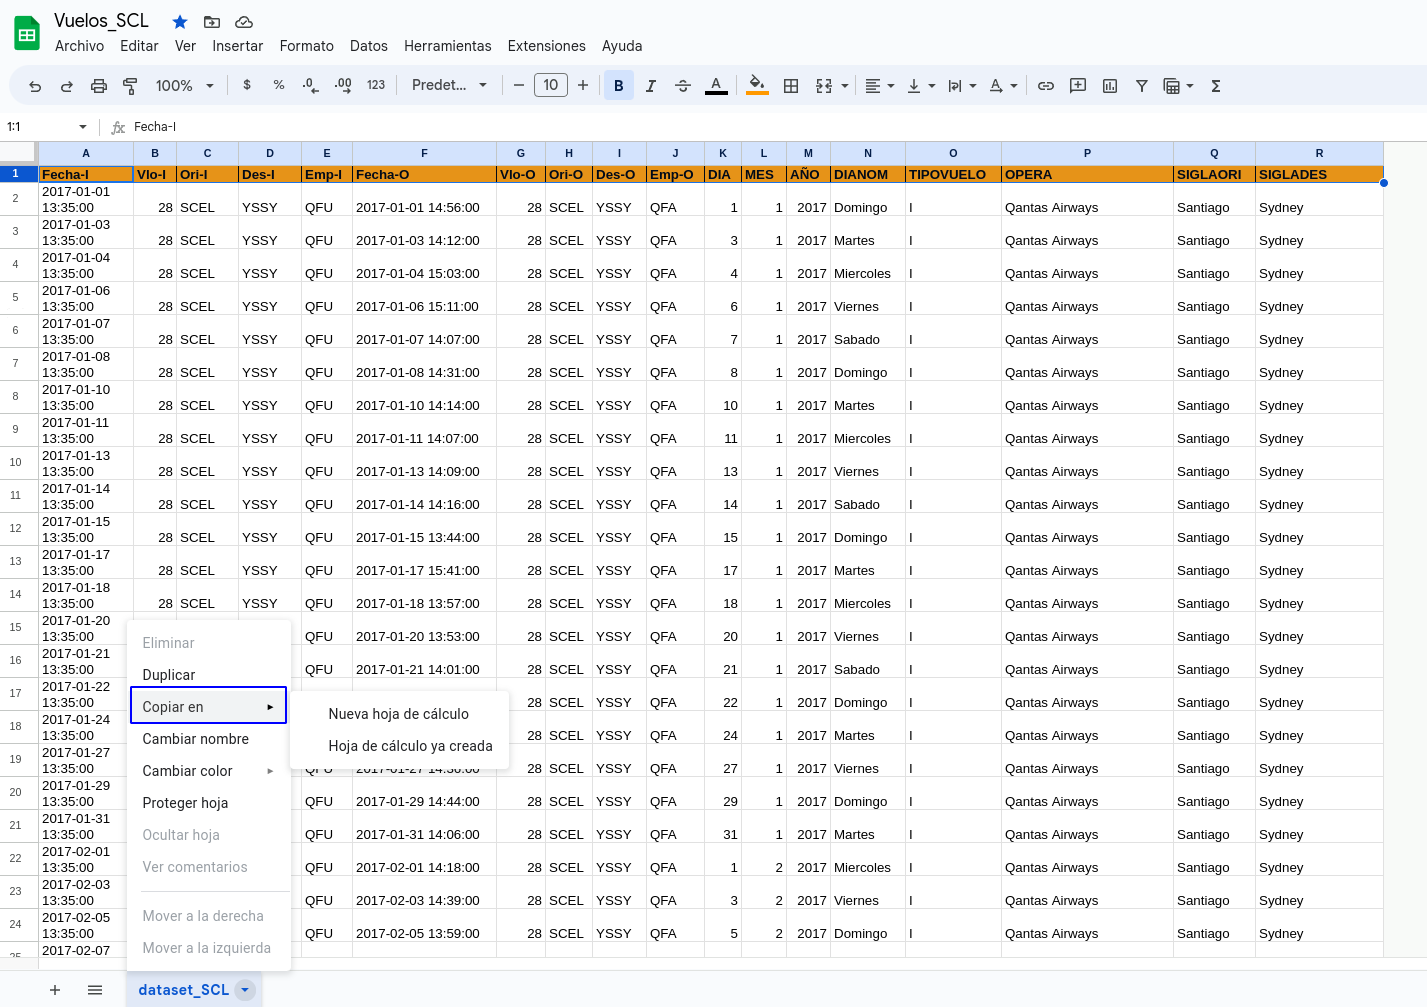 Vuelos_SCL
Archivo Editar Ver Insertar Formato Datos Herramientas Extensiones Ayuda
100% $ % .0 .00 123 Predet... 10 B I A A Σ
1:1 fx Fecha-I
A B C D E F G H I J K L M N O P Q R
1 Fecha-I Vlo-I Ori-I Des-I Emp-I Fecha-O Vlo-O Ori-O Des-O Emp-O DIA MES AÑO DIANOM TIPOVUELO OPERA SIGLAORI SIGLADES
2 2017-01-01 13:35:00 28 SCEL YSSY QFU 2017-01-01 14:56:00 28 SCEL YSSY QFA 1 1 2017 Domingo I Qantas Airways Santiago Sydney
3 2017-01-03 13:35:00 28 SCEL YSSY QFU 2017-01-03 14:12:00 28 SCEL YSSY QFA 3 1 2017 Martes I Qantas Airways Santiago Sydney
4 2017-01-04 13:35:00 28 SCEL YSSY QFU 2017-01-04 15:03:00 28 SCEL YSSY QFA 4 1 2017 Miercoles I Qantas Airways Santiago Sydney
5 2017-01-06 13:35:00 28 SCEL YSSY QFU 2017-01-06 15:11:00 28 SCEL YSSY QFA 6 1 2017 Viernes I Qantas Airways Santiago Sydney
6 2017-01-07 13:35:00 28 SCEL YSSY QFU 2017-01-07 14:07:00 28 SCEL YSSY QFA 7 1 2017 Sabado I Qantas Airways Santiago Sydney
7 2017-01-08 13:35:00 28 SCEL YSSY QFU 2017-01-08 14:31:00 28 SCEL YSSY QFA 8 1 2017 Domingo I Qantas Airways Santiago Sydney
8 2017-01-10 13:35:00 28 SCEL YSSY QFU 2017-01-10 14:14:00 28 SCEL YSSY QFA 10 1 2017 Martes I Qantas Airways Santiago Sydney
9 2017-01-11 13:35:00 28 SCEL YSSY QFU 2017-01-11 14:07:00 28 SCEL YSSY QFA 11 1 2017 Miercoles I Qantas Airways Santiago Sydney
10 2017-01-13 13:35:00 28 SCEL YSSY QFU 2017-01-13 14:09:00 28 SCEL YSSY QFA 13 1 2017 Viernes I Qantas Airways Santiago Sydney
11 2017-01-14 13:35:00 28 SCEL YSSY QFU 2017-01-14 14:16:00 28 SCEL YSSY QFA 14 1 2017 Sabado I Qantas Airways Santiago Sydney
12 2017-01-15 13:35:00 28 SCEL YSSY QFU 2017-01-15 13:44:00 28 SCEL YSSY QFA 15 1 2017 Domingo I Qantas Airways Santiago Sydney
13 2017-01-17 13:35:00 28 SCEL YSSY QFU 2017-01-17 15:41:00 28 SCEL YSSY QFA 17 1 2017 Martes I Qantas Airways Santiago Sydney
14 2017-01-18 13:35:00 28 SCEL YSSY QFU 2017-01-18 13:57:00 28 SCEL YSSY QFA 18 1 2017 Miercoles I Qantas Airways Santiago Sydney
15 2017-01-20 13:35:00 QFU 2017-01-20 13:53:00 28 SCEL YSSY QFA 20 1 2017 Viernes I Qantas Airways Santiago Sydney
16 2017-01-21 13:35:00 QFU 2017-01-21 14:01:00 28 SCEL YSSY QFA 21 1 2017 Sabado I Qantas Airways Santiago Sydney
17 2017-01-22 13:35:00 28 SCEL YSSY QFA 22 1 2017 Domingo I Qantas Airways Santiago Sydney
18 2017-01-24 13:35:00 28 SCEL YSSY QFA 24 1 2017 Martes I Qantas Airways Santiago Sydney
19 2017-01-27 13:35:00 28 SCEL YSSY QFA 27 1 2017 Viernes I Qantas Airways Santiago Sydney
20 2017-01-29 13:35:00 QFU 2017-01-29 14:44:00 28 SCEL YSSY QFA 29 1 2017 Domingo I Qantas Airways Santiago Sydney
21 2017-01-31 13:35:00 QFU 2017-01-31 14:06:00 28 SCEL YSSY QFA 31 1 2017 Martes I Qantas Airways Santiago Sydney
22 2017-02-01 13:35:00 QFU 2017-02-01 14:18:00 28 SCEL YSSY QFA 1 2 2017 Miercoles I Qantas Airways Santiago Sydney
23 2017-02-03 13:35:00 QFU 2017-02-03 14:39:00 28 SCEL YSSY QFA 3 2 2017 Viernes I Qantas Airways Santiago Sydney
24 2017-02-05 13:35:00 QFU 2017-02-05 13:59:00 28 SCEL YSSY QFA 5 2 2017 Domingo I Qantas Airways Santiago Sydney
2017-02-07
Eliminar
Duplicar
Copiar en
Cambiar nombre
Cambiar color
Proteger hoja
Ocultar hoja
Ver comentarios
Mover a la derecha
Mover a la izquierda
Nueva hoja de cálculo
Hoja de cálculo ya creada
dataset_SCL